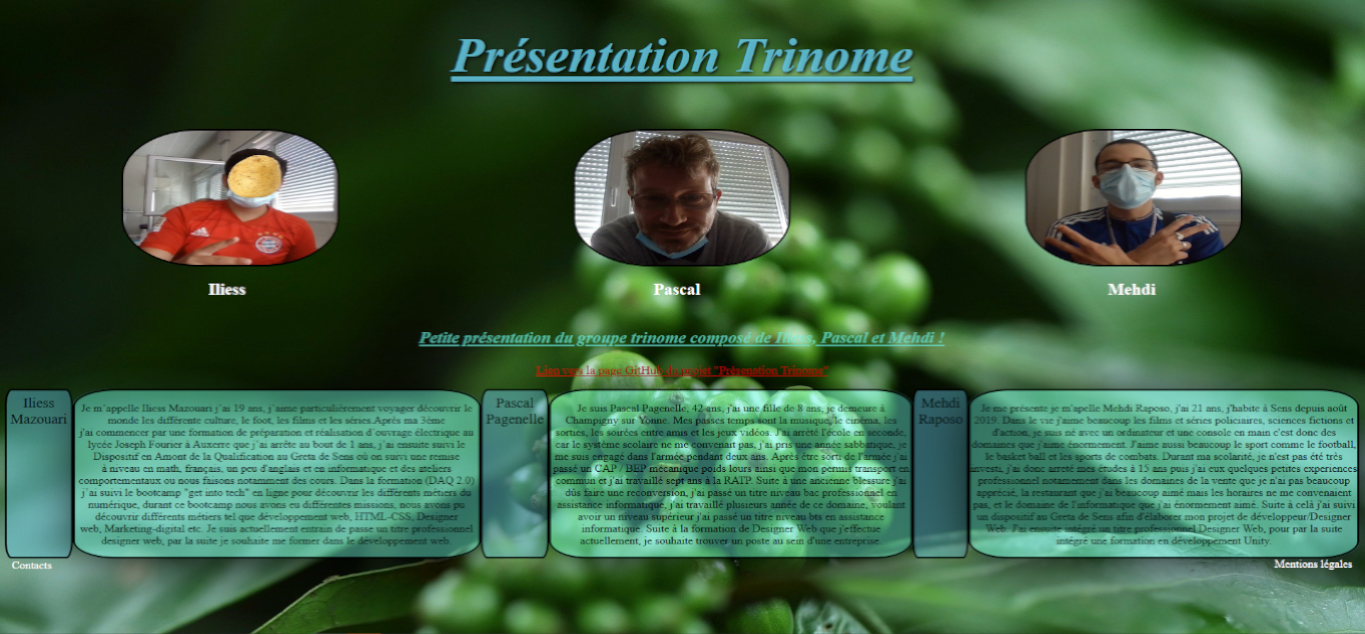 Présentation Trinome
Iliess
Pascal
Mehdi
Petite présentation du groupe trinome composé de Iliess, Pascal et Mehdi !
Lien vers la page GitHub du projet "Présenation Trinome"
Iliess
Mazouari
Je m'appelle Iliess Mazouari j'ai 19 ans, j'aime particulièrement voyager découvrir le
monde les différente culture, le foot, les films et les séries.Après ma 3ème
j'ai commencer par une formation de préparation et réalisation d'ouvrage électrique au
lycée Joseph Fourier à Auxerre que j'ai arrête au bout de 1 ans, j'ai ensuite suivi le
Dispositif en Amont de la Qualification au Greta de Sens où on suivi une remise
à niveau en math, français, un peu d'anglais et en informatique et des ateliers
comportementaux ou nous faisons notamment des cours. Dans la formation (DAQ 2.0)
j'ai suivi le bootcamp "get into tech" en ligne pour découvrir les différents métiers du
numérique, durant ce bootcamp nous avons eu différentes missions, nous avons pu
découvrir différents métiers tel que développement web, HTML-CSS, Designer
web, Marketing-digital etc. Je suis actuellement entrain de passe un titre professionnel
designer web, par la suite je souhaite me former dans le développement web.
Pascal
Pagenelle
Je suis Pascal Pagenelle, 42 ans, j'ai une fille de 8 ans, je demeure à
Champigny sur Yonne. Mes passes temps sont la musique, le cinéma, les
sorties, les soirées entre amis et les jeux vidéos. J'ai arrêté l'école en seconde,
car le système scolaire ne me convenait pas, j'ai pris une année sabbatique, je
me suis engagé dans l'armée pendant deux ans. Après être sorti de l'armée j'ai
passé un CAP / BEP mécanique poids lours ainsi que mon permis transport en
commun et j'ai travaillé sept ans à la RATP. Suite à une ancienne blessure j'ai
dûs faire une reconversion, j'ai passé un titre niveau bac professionnel en
assistance informatique, j'ai travaillé plusieurs année de ce domaine, voulant
avoir un niveau supérieur j'ai passé un titre niveau bts en assistance
informatique. Suite à la formation de Designer Web que j'effectue
actuellement, je souhaite trouver un poste au sein d'une entreprise.
Mehdi
Raposo
Je me présente je m'apelle Mehdi Raposo, j'ai 21 ans, j'habite à Sens depuis août
2019. Dans le vie j'aime beaucoup les films et séries policiaires, sciences fictions et
d'action, je suis né avec un ordinateur et une console en main c'est donc des
domaines que j'aime énormement. J'aime aussi beaucoup le sport comme le football,
le basket ball et les sports de combats. Durant ma scolarité, je n'est pas été très
investi, j'ai donc arreté mes études à 15 ans puis j'ai eux quelques petites experiences
professionnel notamement dans les domaines de la vente que je n'ai pas beaucoup
apprécié, la restaurant que j'ai beaucoup aimé mais les horaires ne me convenaient
pas, et le domaine de l'informatique que j'ai énormement aimé. Suite à celà j'ai suivi
un dispositif au Greta de Sens afin d'élaborer mon projet de développeur/Designer
Web. J'ai ensuite intégré un titre professionnel Designer Web, pour par la suite
intégré une formation en développement Unity.
Contacts
Mentions légales